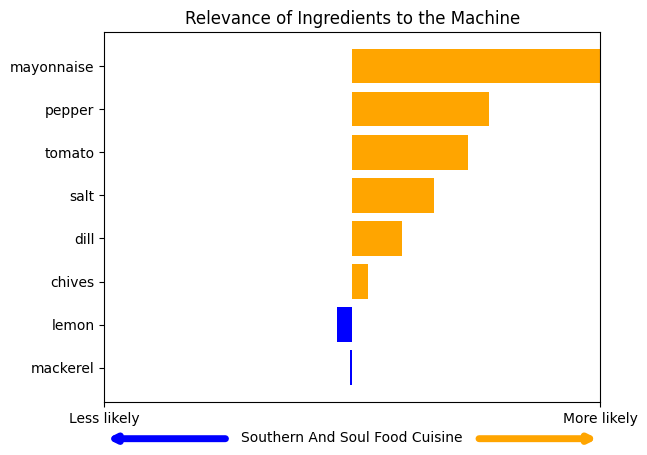 Relevance of Ingredients to the Machine
mayonnaise
pepper
tomato
salt
dill
chives
lemon
mackerel
Less likely
More likely
Southern And Soul Food Cuisine